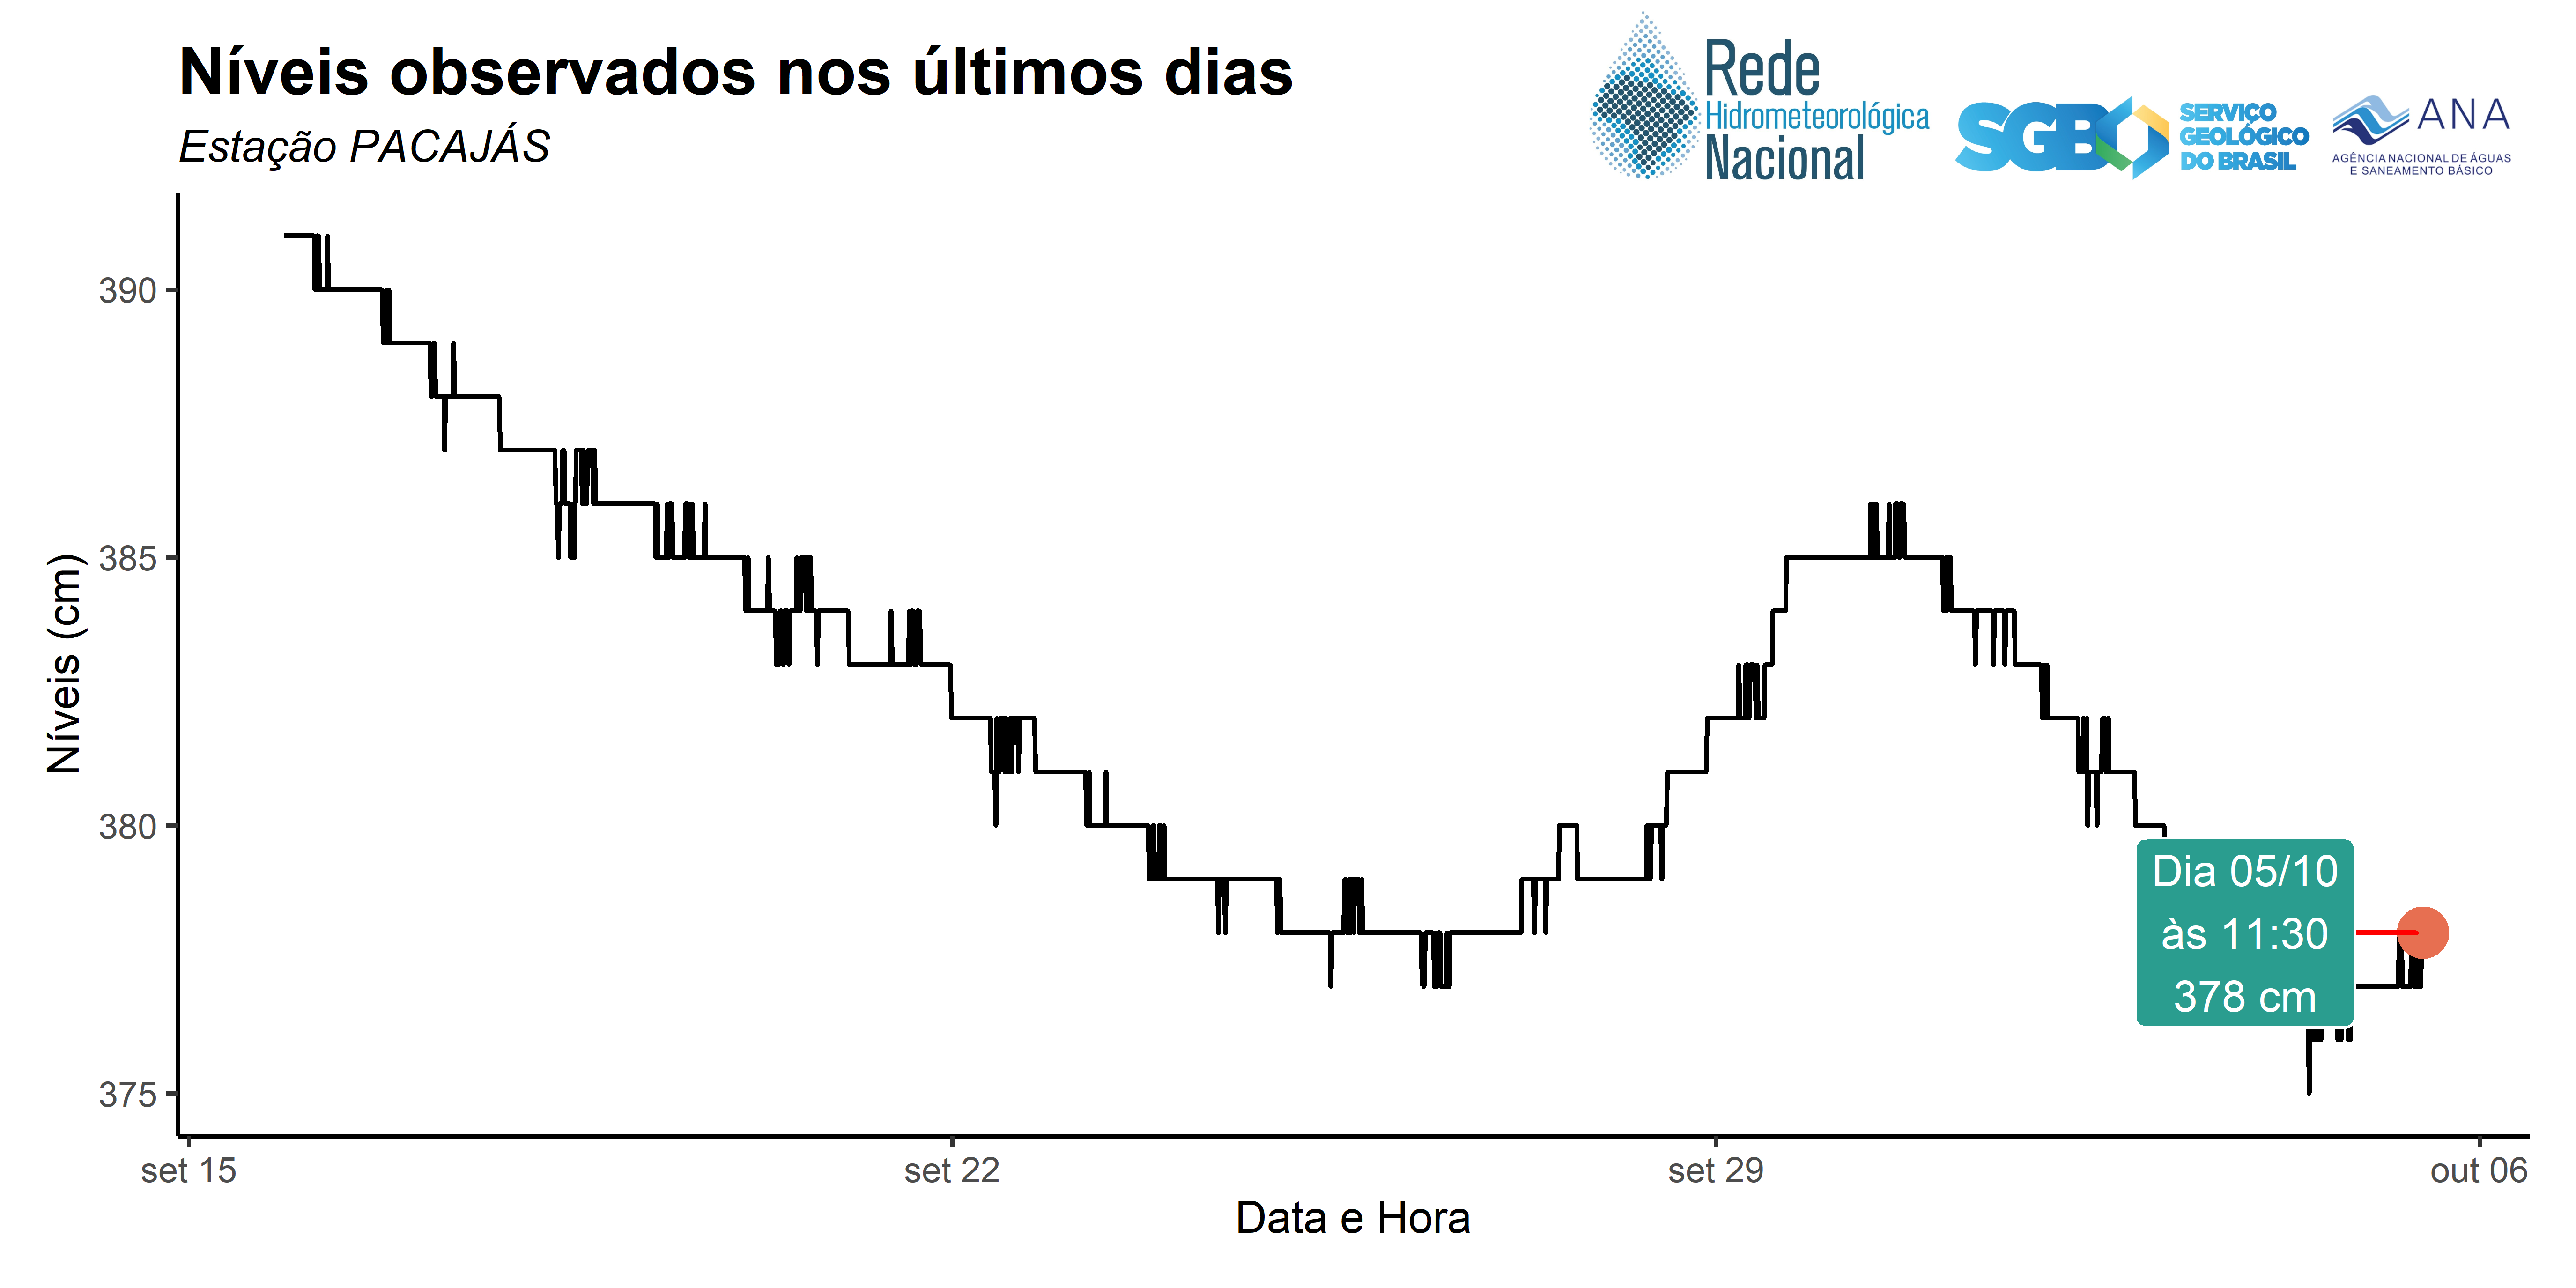 Níveis observados nos últimos dias
Estação PACAJÁS
Rede
Hidrometeorológica
Nacional
SGB
SERVIÇO
GEOLÓGICO
DO BRASIL
ANA
AGÊNCIA NACIONAL DE ÁGUAS
E SANEAMENTO BÁSICO
Níveis (cm)
390
385
380
375
Dia 05/10
às 11:30
378 cm
set 15
set 22
set 29
out 06
Data e Hora